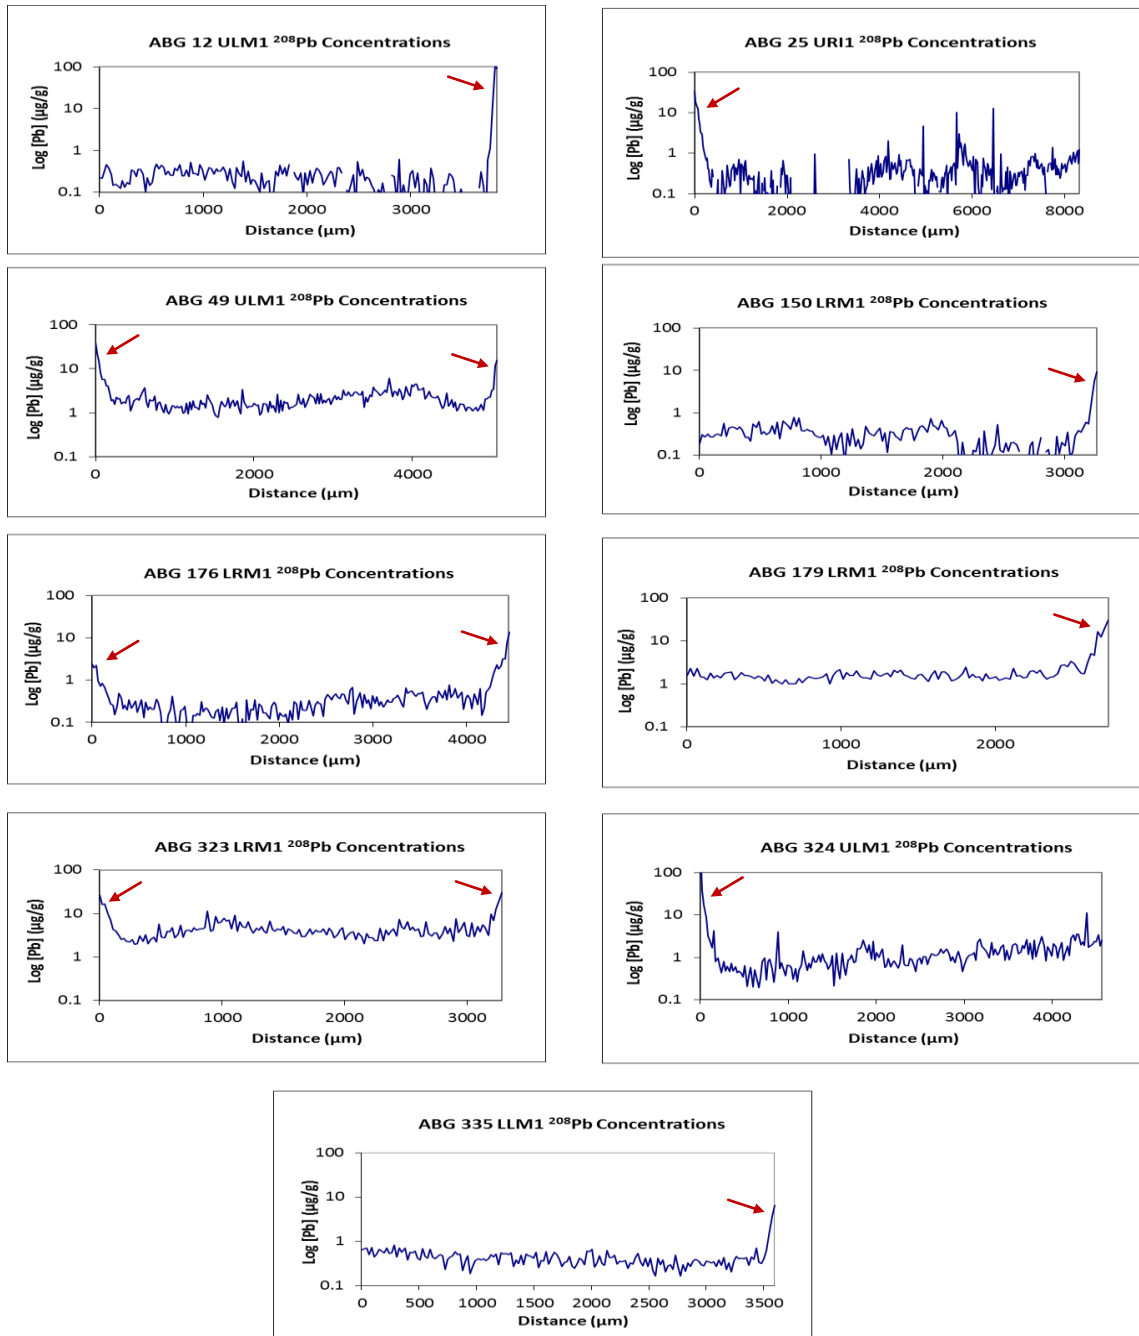 ABG 12 ULM1 ²⁰⁸Pb Concentrations
Log [Pb] (µg/g)
100
10
1
0.1
0 1000 2000 3000
Distance (µm)
ABG 25 URI1 ²⁰⁸Pb Concentrations
Log [Pb] (µg/g)
100
10
1
0.1
0 2000 4000 6000 8000
Distance (µm)
ABG 49 ULM1 ²⁰⁸Pb Concentrations
Log [Pb] (µg/g)
100
10
1
0.1
0 2000 4000
Distance (µm)
ABG 150 LRM1 ²⁰⁸Pb Concentrations
Log [Pb] (µg/g)
100
10
1
0.1
0 1000 2000 3000
Distance (µm)
ABG 176 LRM1 ²⁰⁸Pb Concentrations
Log [Pb] (µg/g)
100
10
1
0.1
0 1000 2000 3000 4000
Distance (µm)
ABG 179 LRM1 ²⁰⁸Pb Concentrations
Log [Pb] (µg/g)
100
10
1
0.1
0 1000 2000
Distance (µm)
ABG 323 LRM1 ²⁰⁸Pb Concentrations
Log [Pb] (µg/g)
100
10
1
0.1
0 1000 2000 3000
Distance (µm)
ABG 324 ULM1 ²⁰⁸Pb Concentrations
Log [Pb] (µg/g)
100
10
1
0.1
0 1000 2000 3000 4000
Distance (µm)
ABG 335 LLM1 ²⁰⁸Pb Concentrations
Log [Pb] (µg/g)
100
10
1
0.1
0 500 1000 1500 2000 2500 3000 3500
Distance (µm)